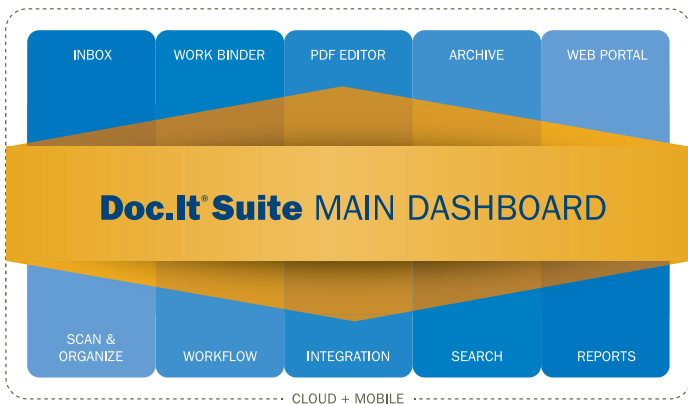 INBOX
WORK BINDER
PDF EDITOR
ARCHIVE
WEB PORTAL
Doc.It® Suite MAIN DASHBOARD
SCAN &
ORGANIZE
WORKFLOW
INTEGRATION
SEARCH
REPORTS
CLOUD + MOBILE